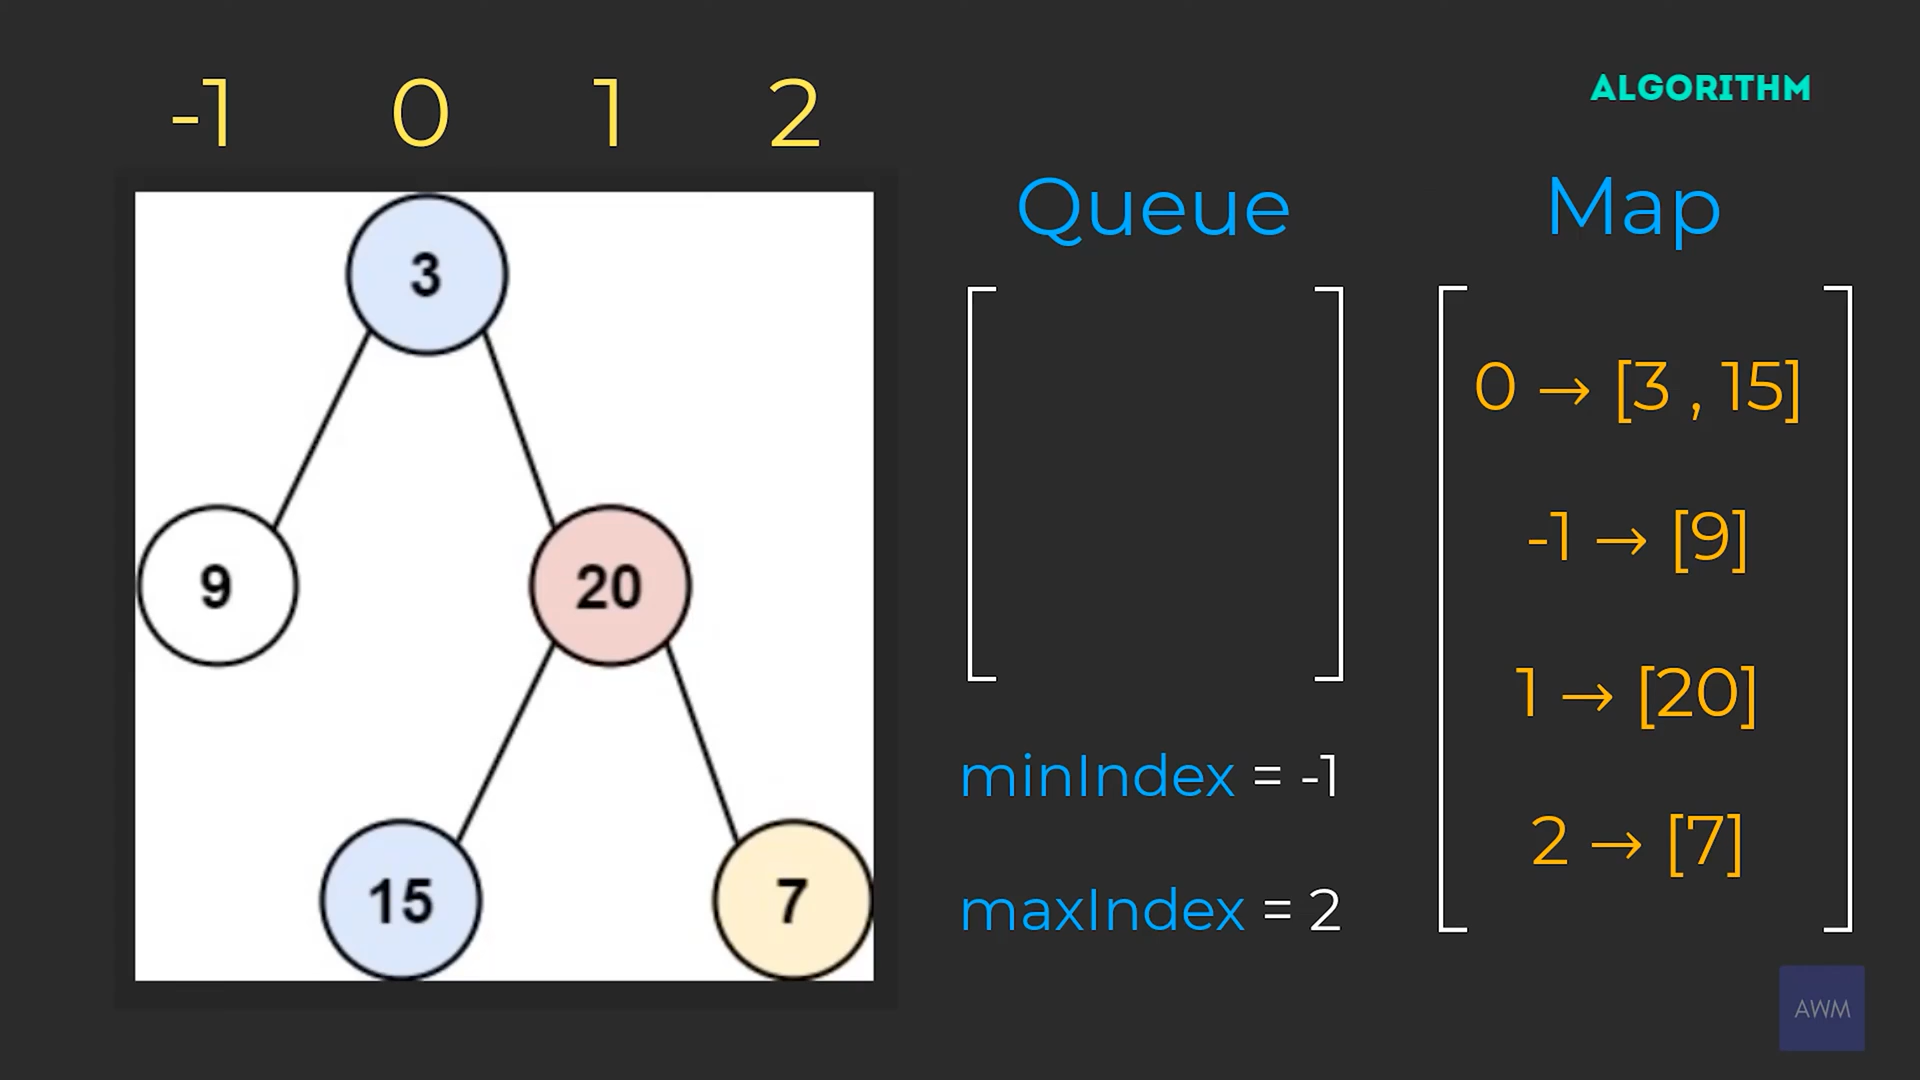 -1 0 1 2
ALGORITHM
3
9
20
15
7
Queue
minIndex = -1
maxIndex = 2
Map
0 → [3 , 15]
-1 → [9]
1 → [20]
2 → [7]
AWM